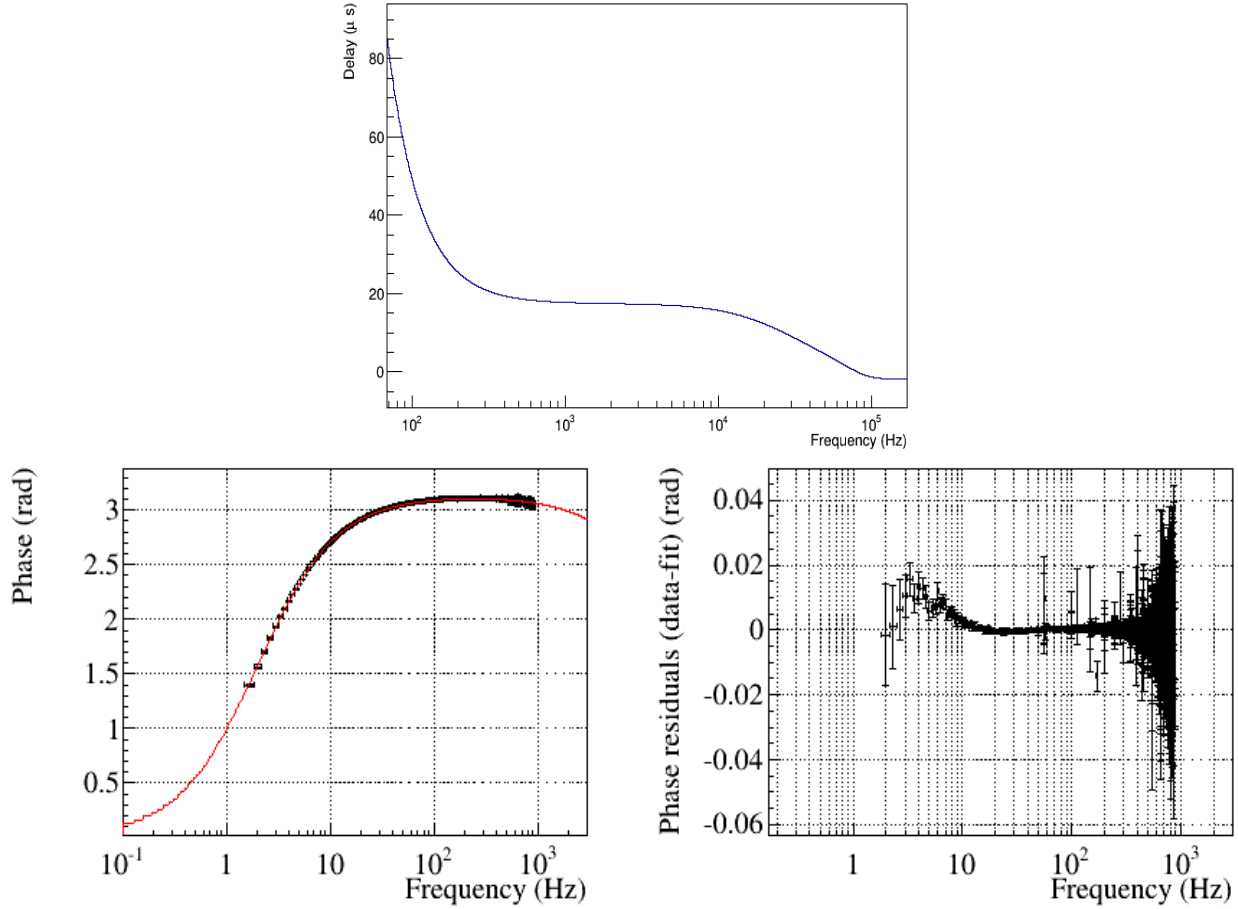 Delay (μ s)
80
60
40
20
0
10² 10³ 10⁴ 10⁵
Frequency (Hz)
Phase (rad)
3
2.5
2
1.5
1
0.5
10⁻¹ 1 10 10² 10³
Frequency (Hz)
Phase residuals (data-fit) (rad)
0.04
0.02
0
-0.02
-0.04
-0.06
1 10 10² 10³
Frequency (Hz)